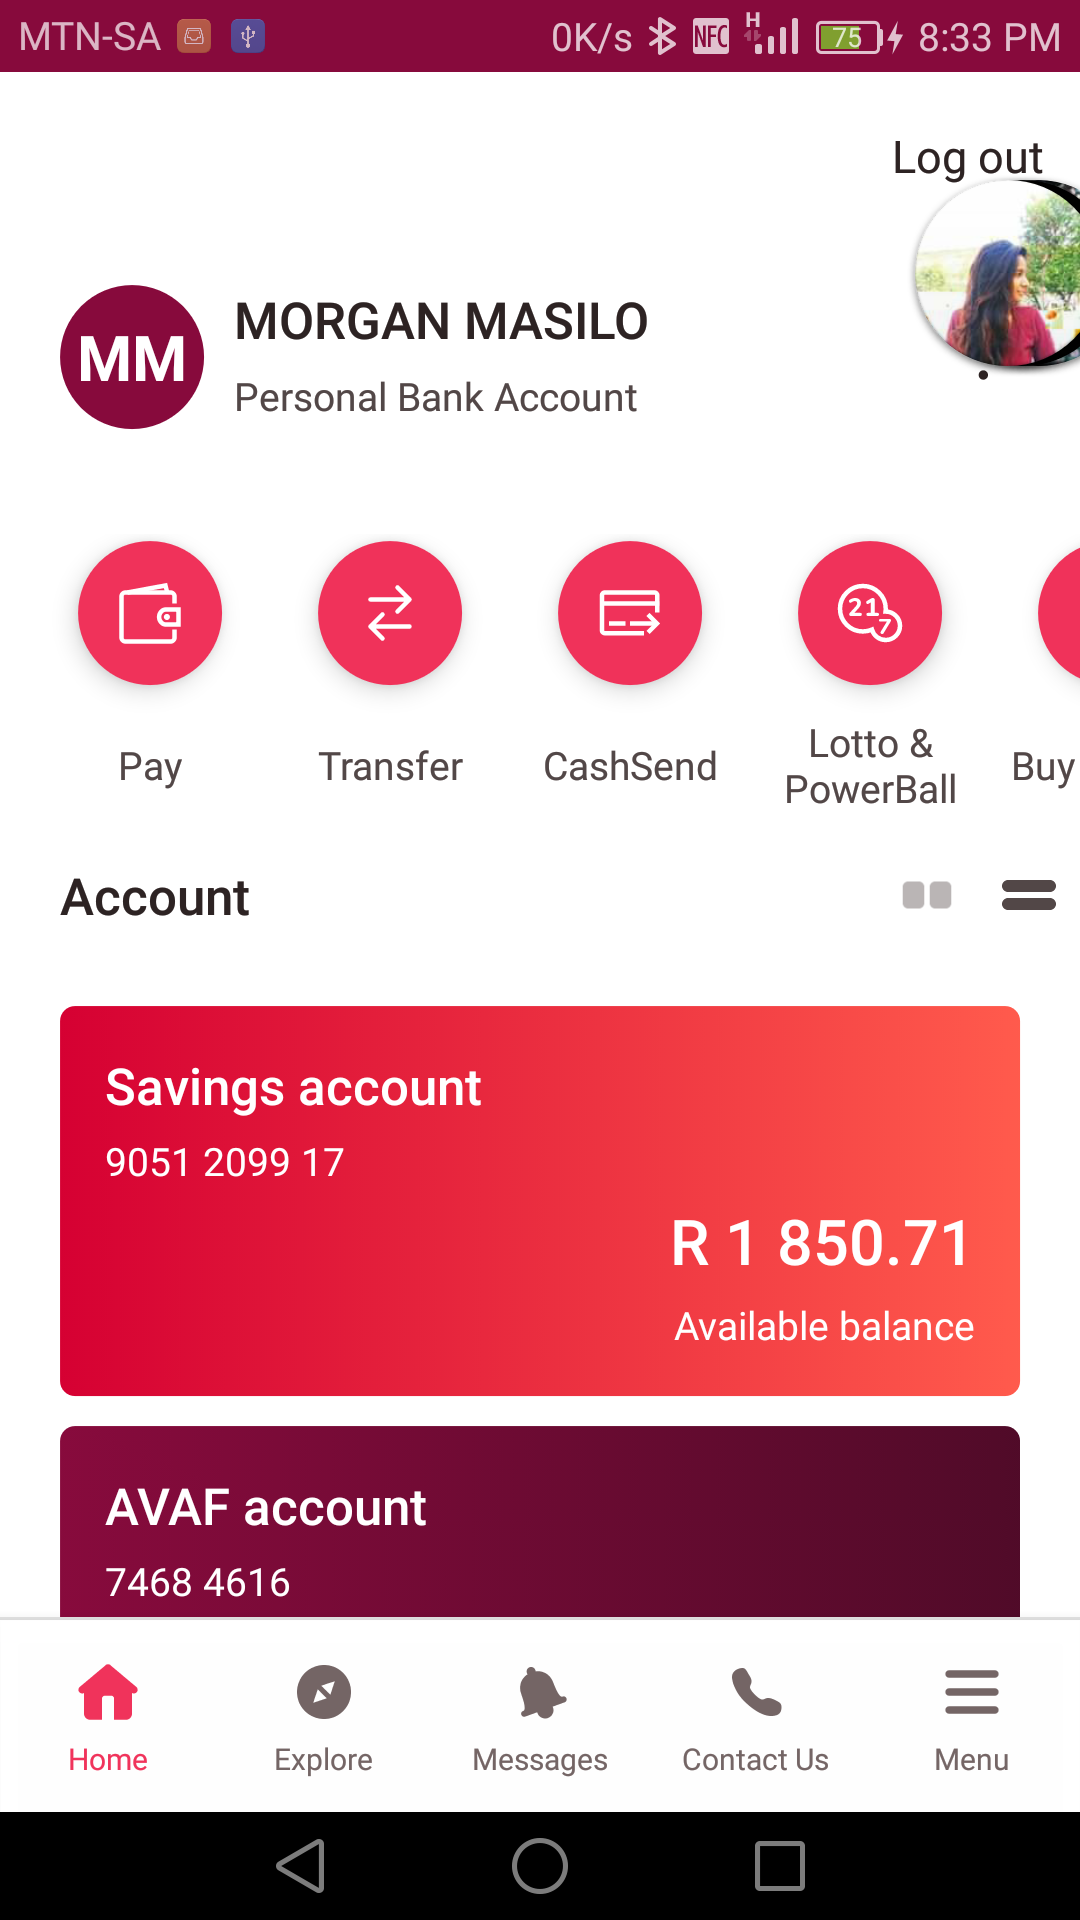 MTN-SA 0K/s NFC H 75 8:33 PM
Log out
MM
MORGAN MASILO
Personal Bank Account
21
7
Pay
Transfer
CashSend
Lotto &
PowerBall
Buy
Account
Savings account
9051 2099 17
R 1 850.71
Available balance
AVAF account
7468 4616
Home
Explore
Messages
Contact Us
Menu